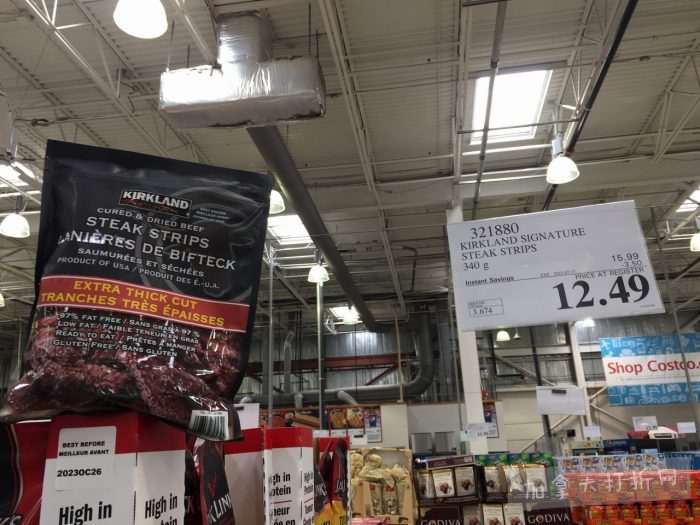 KIRKLAND
CURED & DRIED BEEF
STEAK STRIPS
LANIÈRES DE BIFTECK
SAUMURÉES ET SÉCHÉES
PRODUCT OF USA / PRODUIT DES É.-U.A.
EXTRA THICK CUT
TRANCHES TRÈS ÉPAISSES
97% FAT FREE / SANS GRAS À 97 %
LOW FAT / FAIBLE TENEUR EN GRAS
READY TO EAT / PRÊTES À MANGER
GLUTEN FREE / SANS GLUTEN
BEST BEFORE
MEILLEUR AVANT
2023OC26
High in
High in
High in
321880
KIRKLAND SIGNATURE
STEAK STRIPS
340 g
15.99
-3.50
Instant Savings
PRICE AT REGISTER
12.49
3.674
Shop Costco.
GODIVA
GODIVA
加拿大打折网